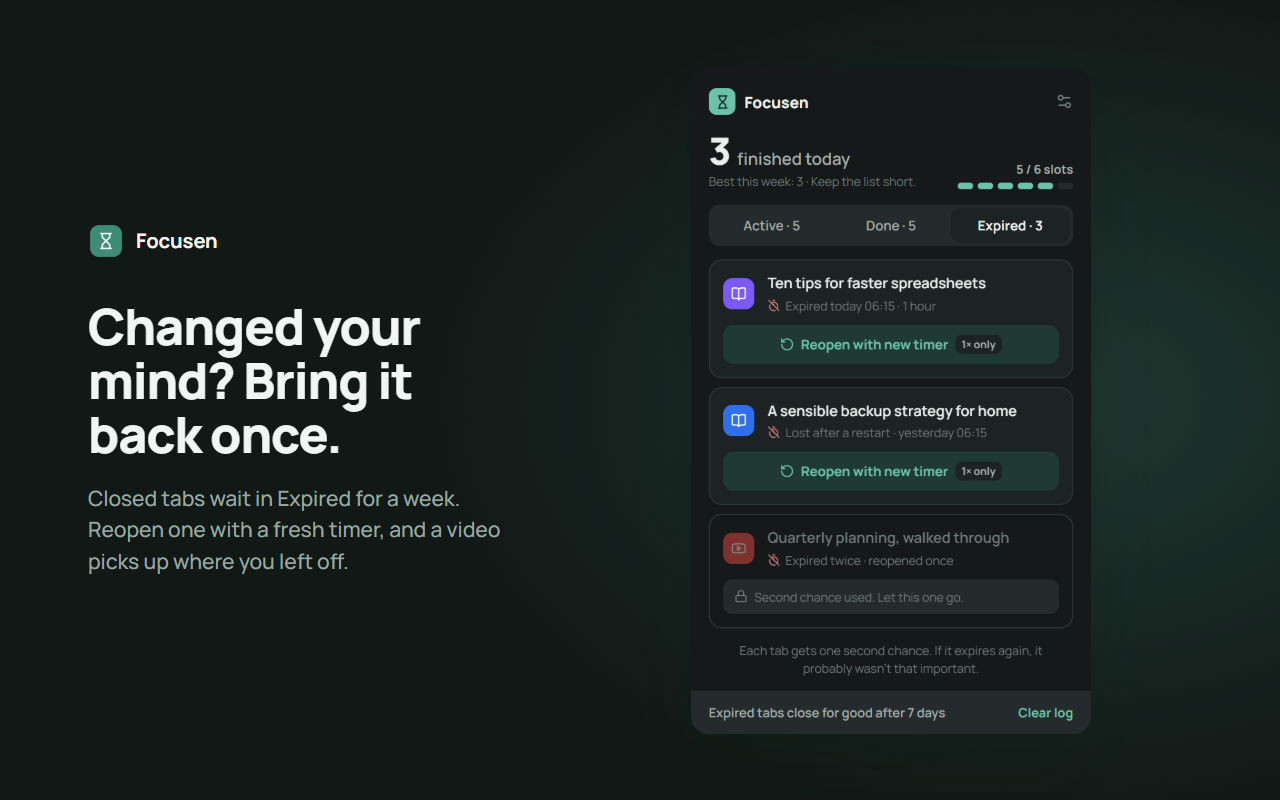 Focusen
Changed your
mind? Bring it
back once.
Closed tabs wait in Expired for a week.
Reopen one with a fresh timer, and a video
picks up where you left off.
Focusen
3 finished today
Best this week: 3 · Keep the list short.
5 / 6 slots
Active · 5
Done · 5
Expired · 3
Ten tips for faster spreadsheets
Expired today 06:15 · 1 hour
Reopen with new timer 1× only
A sensible backup strategy for home
Lost after a restart · yesterday 06:15
Reopen with new timer 1× only
Quarterly planning, walked through
Expired twice · reopened once
Second chance used. Let this one go.
Each tab gets one second chance. If it expires again, it
probably wasn't that important.
Expired tabs close for good after 7 days
Clear log